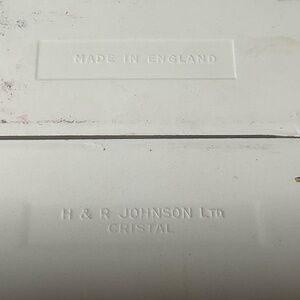 MADE IN ENGLAND
H & R JOHNSON LTD
CRISTAL